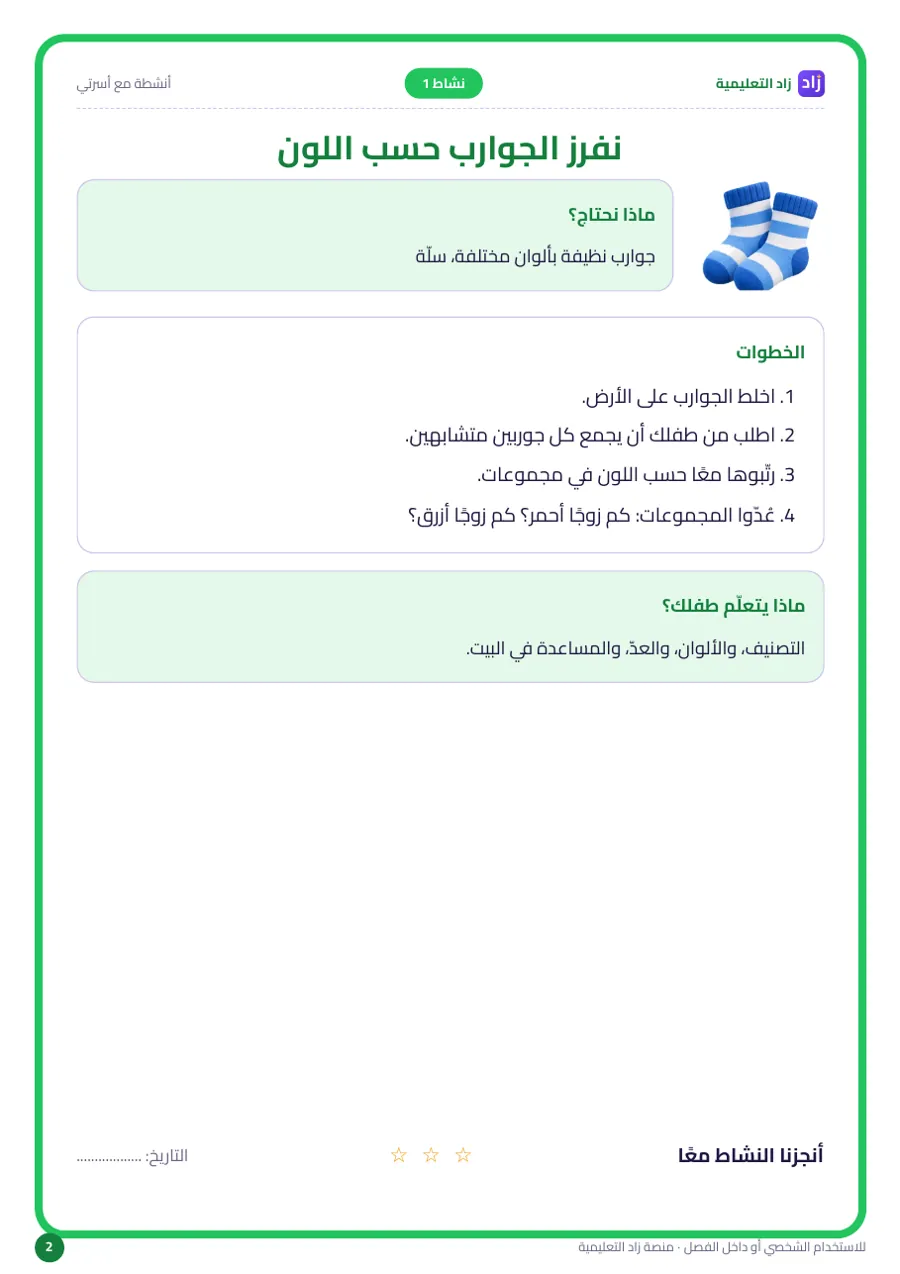 زاد زاد التعليمية
نشاط 1
أنشطة مع أسرتي
نفرز الجوارب حسب اللون
ماذا نحتاج؟
جوارب نظيفة بألوان مختلفة، سلّة
الخطوات
1. اخلط الجوارب على الأرض.
2. اطلب من طفلك أن يجمع كل جوربين متشابهين.
3. رتّبوها معًا حسب اللون في مجموعات.
4. عُدّوا المجموعات: كم زوجًا أحمر؟ كم زوجًا أزرق؟
ماذا يتعلّم طفلك؟
التصنيف، والألوان، والعدّ، والمساعدة في البيت.
أنجزنا النشاط معًا
☆ ☆ ☆
التاريخ: ..................
للاستخدام الشخصي أو داخل الفصل · منصة زاد التعليمية
2